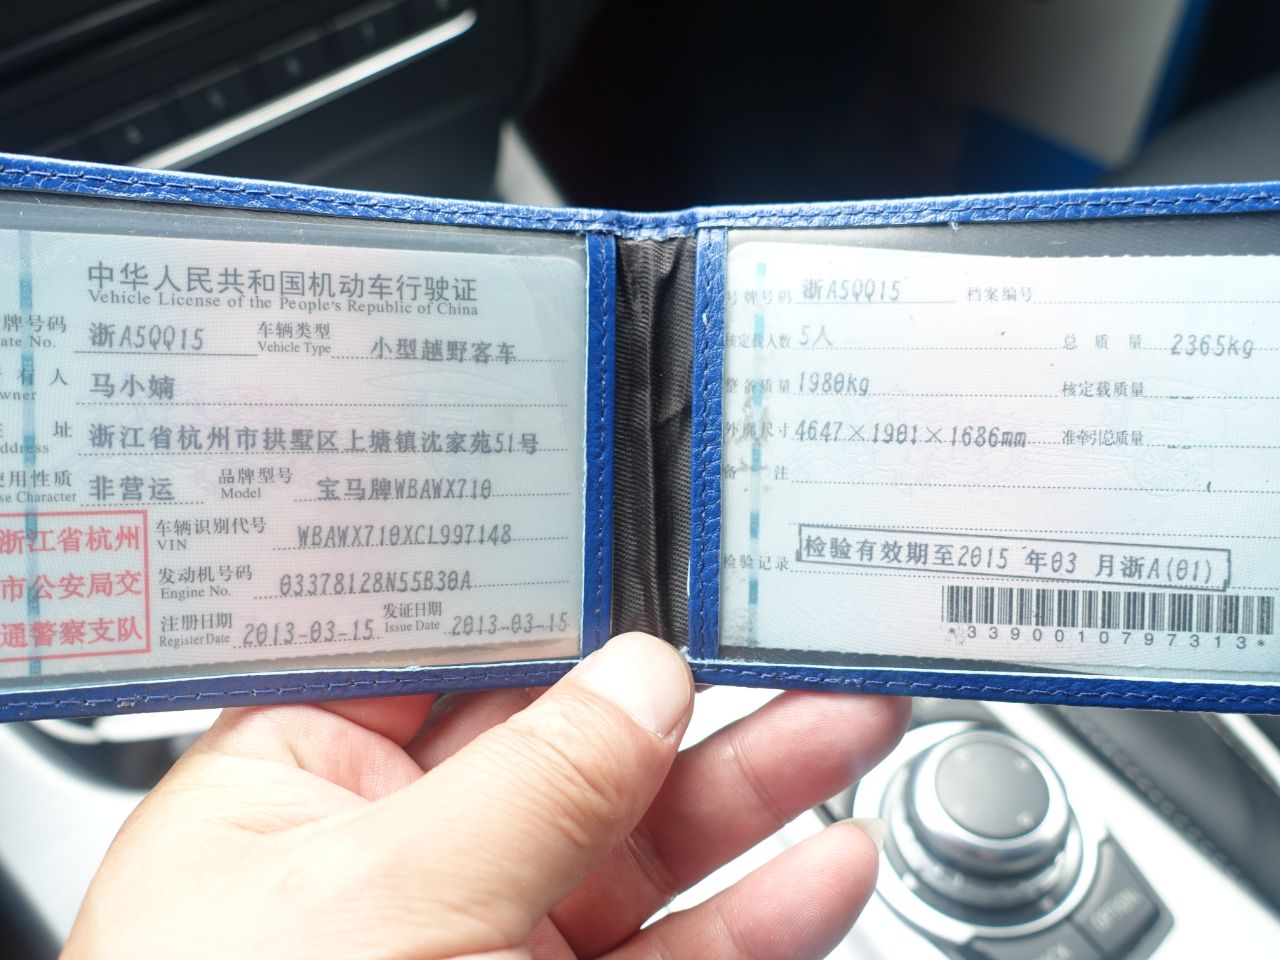 中华人民共和国机动车行驶证
Vehicle License of the People's Republic of China
牌号码 浙A5QQ15 车辆类型 小型越野客车
ate No. Vehicle Type
有人 马小婻
wner
址 浙江省杭州市拱墅区上塘镇沈家苑51号
ddress
使用性质 非营运 品牌型号 宝马牌WBAWX710
se Character Model
浙江省杭州
市公安局交
通警察支队
车辆识别代号 WBAWX710XCL997148
VIN
发动机号码 03378128N55B30A
Engine No.
注册日期 2013-03-15 发证日期 2013-03-15
Register Date Issue Date
号牌号码 浙A5QQ15 档案编号
核定载人数 5人 总质量 2365kg
整备质量 1980kg 核定载质量 --
外廓尺寸 4647×1901×1686mm 准牵引总质量 --
备注
检验记录 检验有效期至2015年03月浙A(01)
*3390010797313*
OPTION